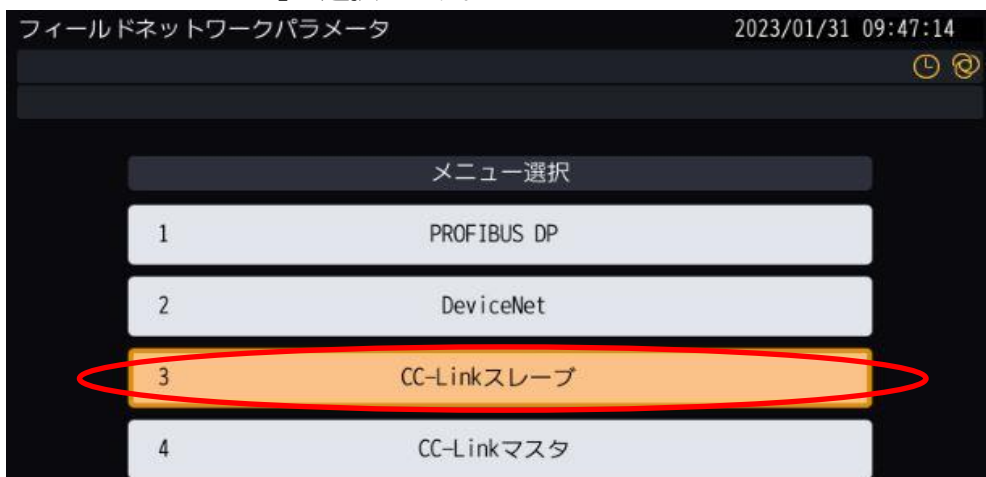 フィールドネットワークパラメータ 2023/01/31 09:47:14
メニュー選択
1 PROFIBUS DP
2 DeviceNet
3 CC-Linkスレーブ
4 CC-Linkマスタ